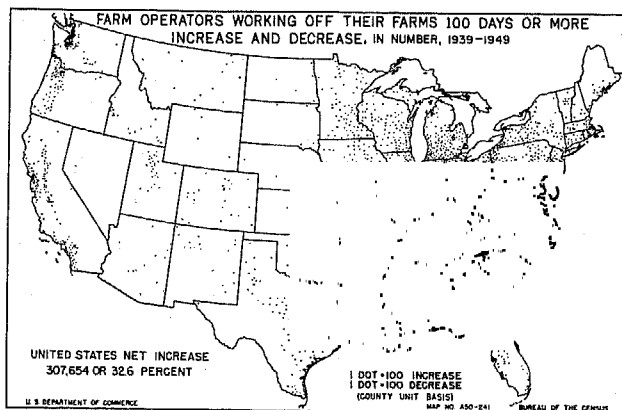 FARM OPERATORS WORKING OFF THEIR FARMS 100 DAYS OR MORE
INCREASE AND DECREASE, IN NUMBER, 1939-1949
UNITED STATES NET INCREASE
307,654 OR 32.6 PERCENT
1 DOT=100 INCREASE
1 DOT=100 DECREASE
(COUNTY UNIT BASIS)
U. S. DEPARTMENT OF COMMERCE
MAP NO. A50-241
BUREAU OF THE CENSUS